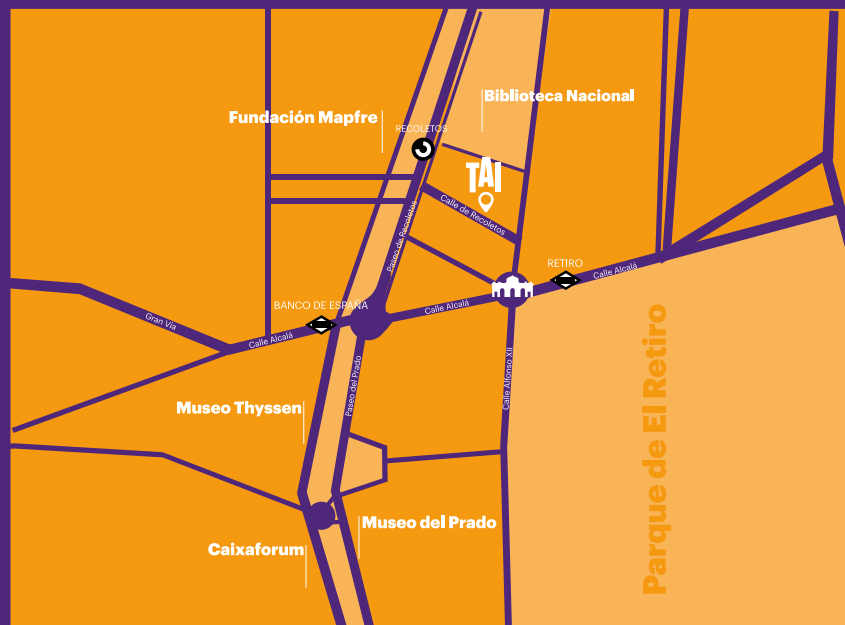 Biblioteca Nacional
Fundación Mapfre
RECOLETOS
TAI
Calle de Recoletos
Paseo de Recoletos
RETIRO
Calle Alcalá
BANCO DE ESPAÑA
Calle Alcalá
Gran Vía
Calle Alcalá
Paseo del Prado
Calle Alfonso XII
Parque de El Retiro
Museo Thyssen
Museo del Prado
Caixaforum